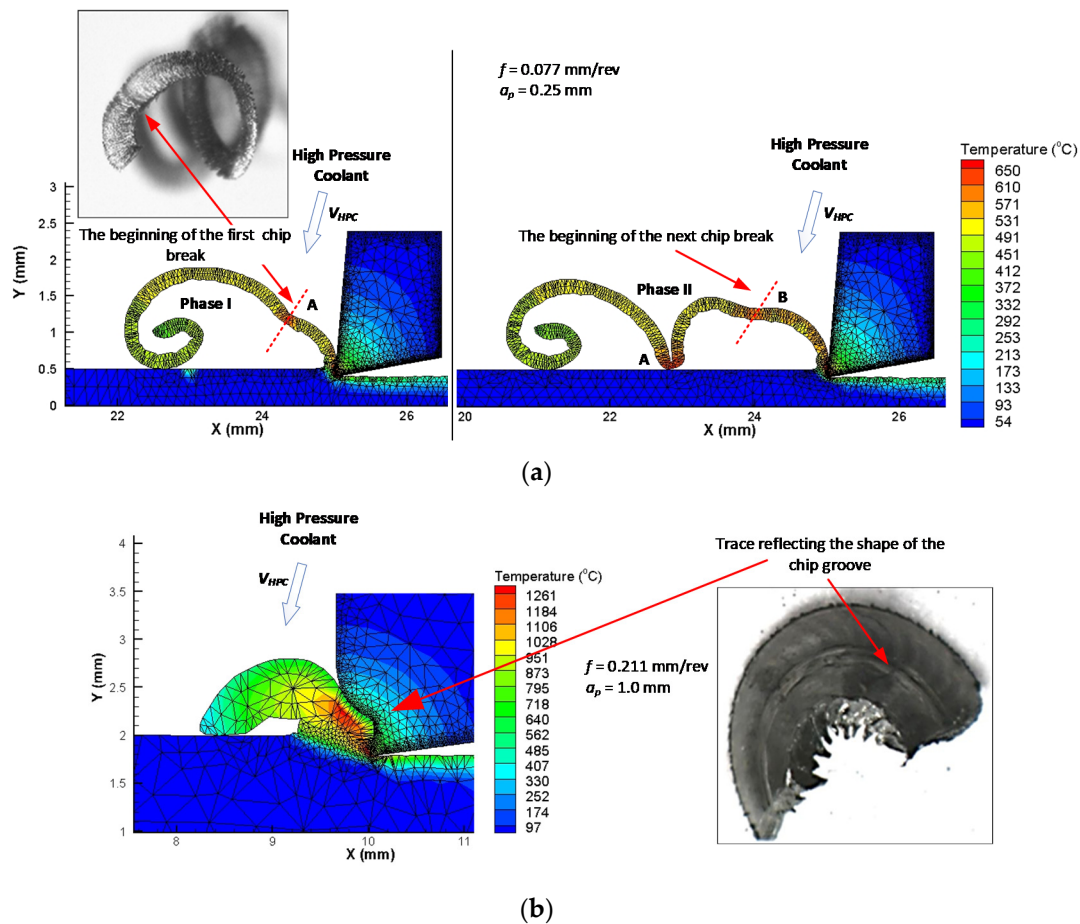 f = 0.077 mm/rev
aₚ = 0.25 mm
High Pressure
Coolant
V_HPC
The beginning of the first chip
break
Phase I
A
Y (mm)
3
2.5
2
1.5
1
0.5
0
22
24
26
X (mm)
High Pressure
Coolant
V_HPC
The beginning of the next chip break
Phase II
B
A
20
22
24
26
X (mm)
Temperature (°C)
650
610
571
531
491
451
412
372
332
292
253
213
173
133
93
54
(a)
High Pressure
Coolant
V_HPC
Y (mm)
4
3.5
3
2.5
2
1.5
1
8
9
10
11
X (mm)
Temperature (°C)
1261
1184
1106
1028
951
873
795
718
640
562
485
407
330
252
174
97
Trace reflecting the shape of the
chip groove
f = 0.211 mm/rev
aₚ = 1.0 mm
(b)